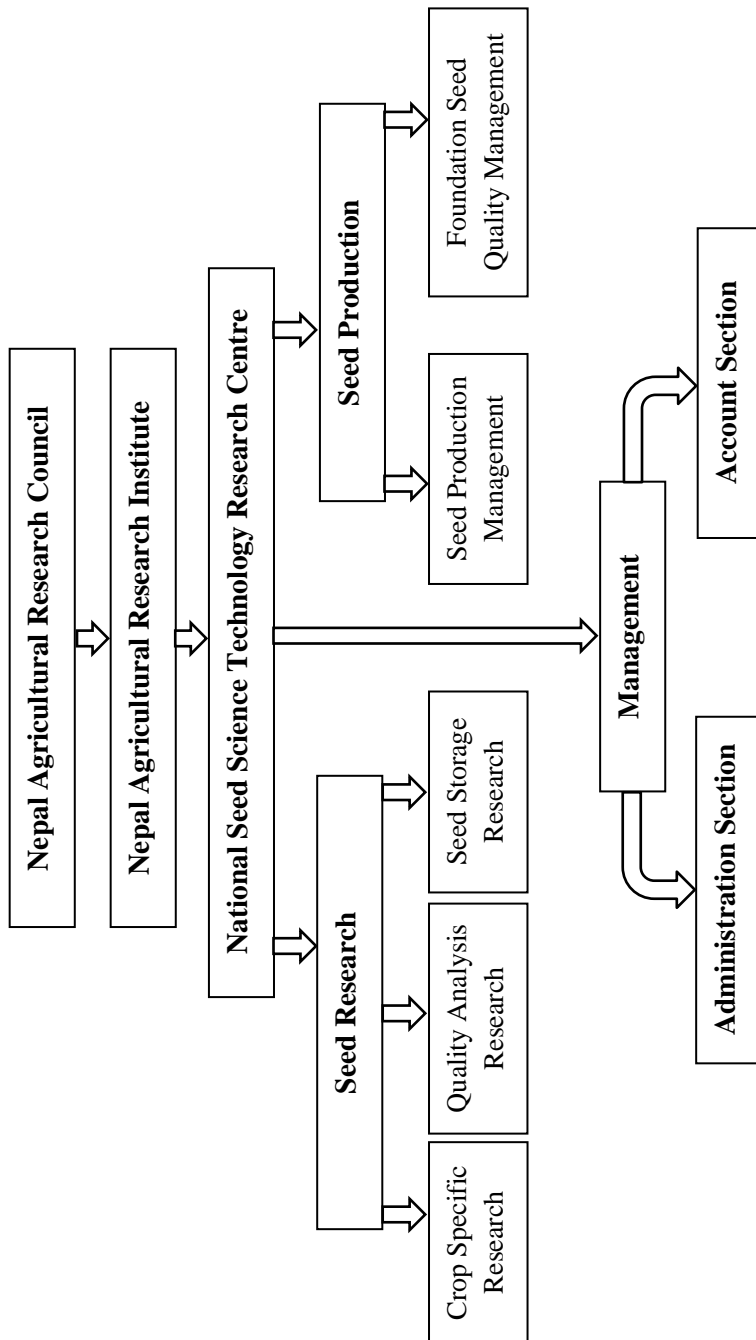 Nepal Agricultural Research Council
Nepal Agricultural Research Institute
National Seed Science Technology Research Centre
Seed Research
Seed Production
Crop Specific
Research
Quality Analysis
Research
Seed Storage
Research
Seed Production
Management
Foundation Seed
Quality Management
Management
Administration Section
Account Section